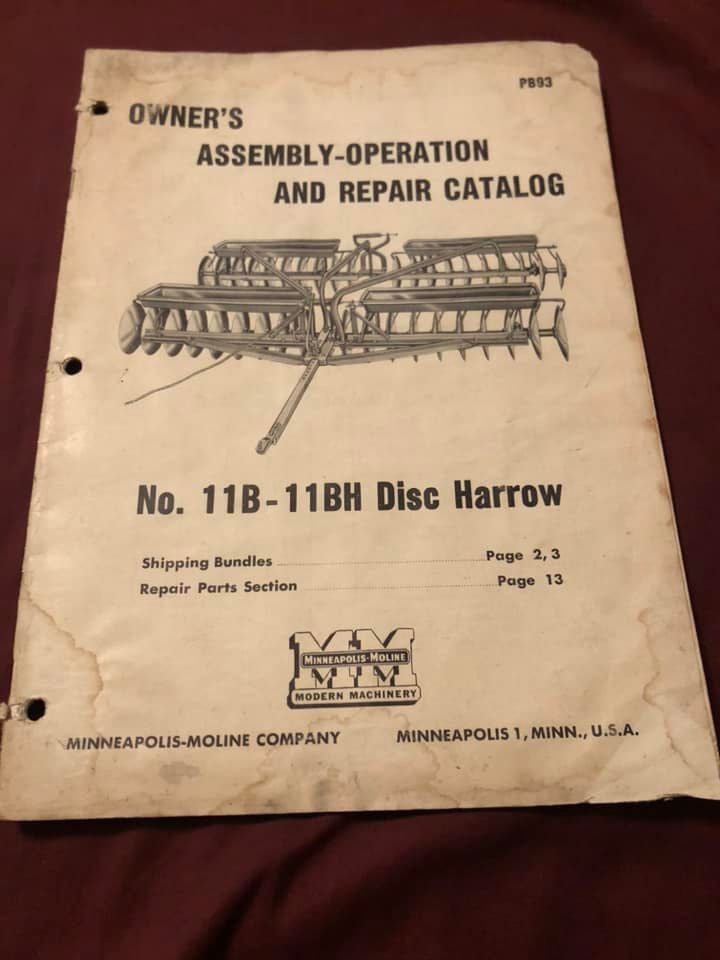 PB93
OWNER'S
ASSEMBLY-OPERATION
AND REPAIR CATALOG
No. 11B-11BH Disc Harrow
Shipping Bundles ........ Page 2, 3
Repair Parts Section ........ Page 13
MM
MINNEAPOLIS-MOLINE
MODERN MACHINERY
MINNEAPOLIS-MOLINE COMPANY MINNEAPOLIS 1, MINN., U.S.A.